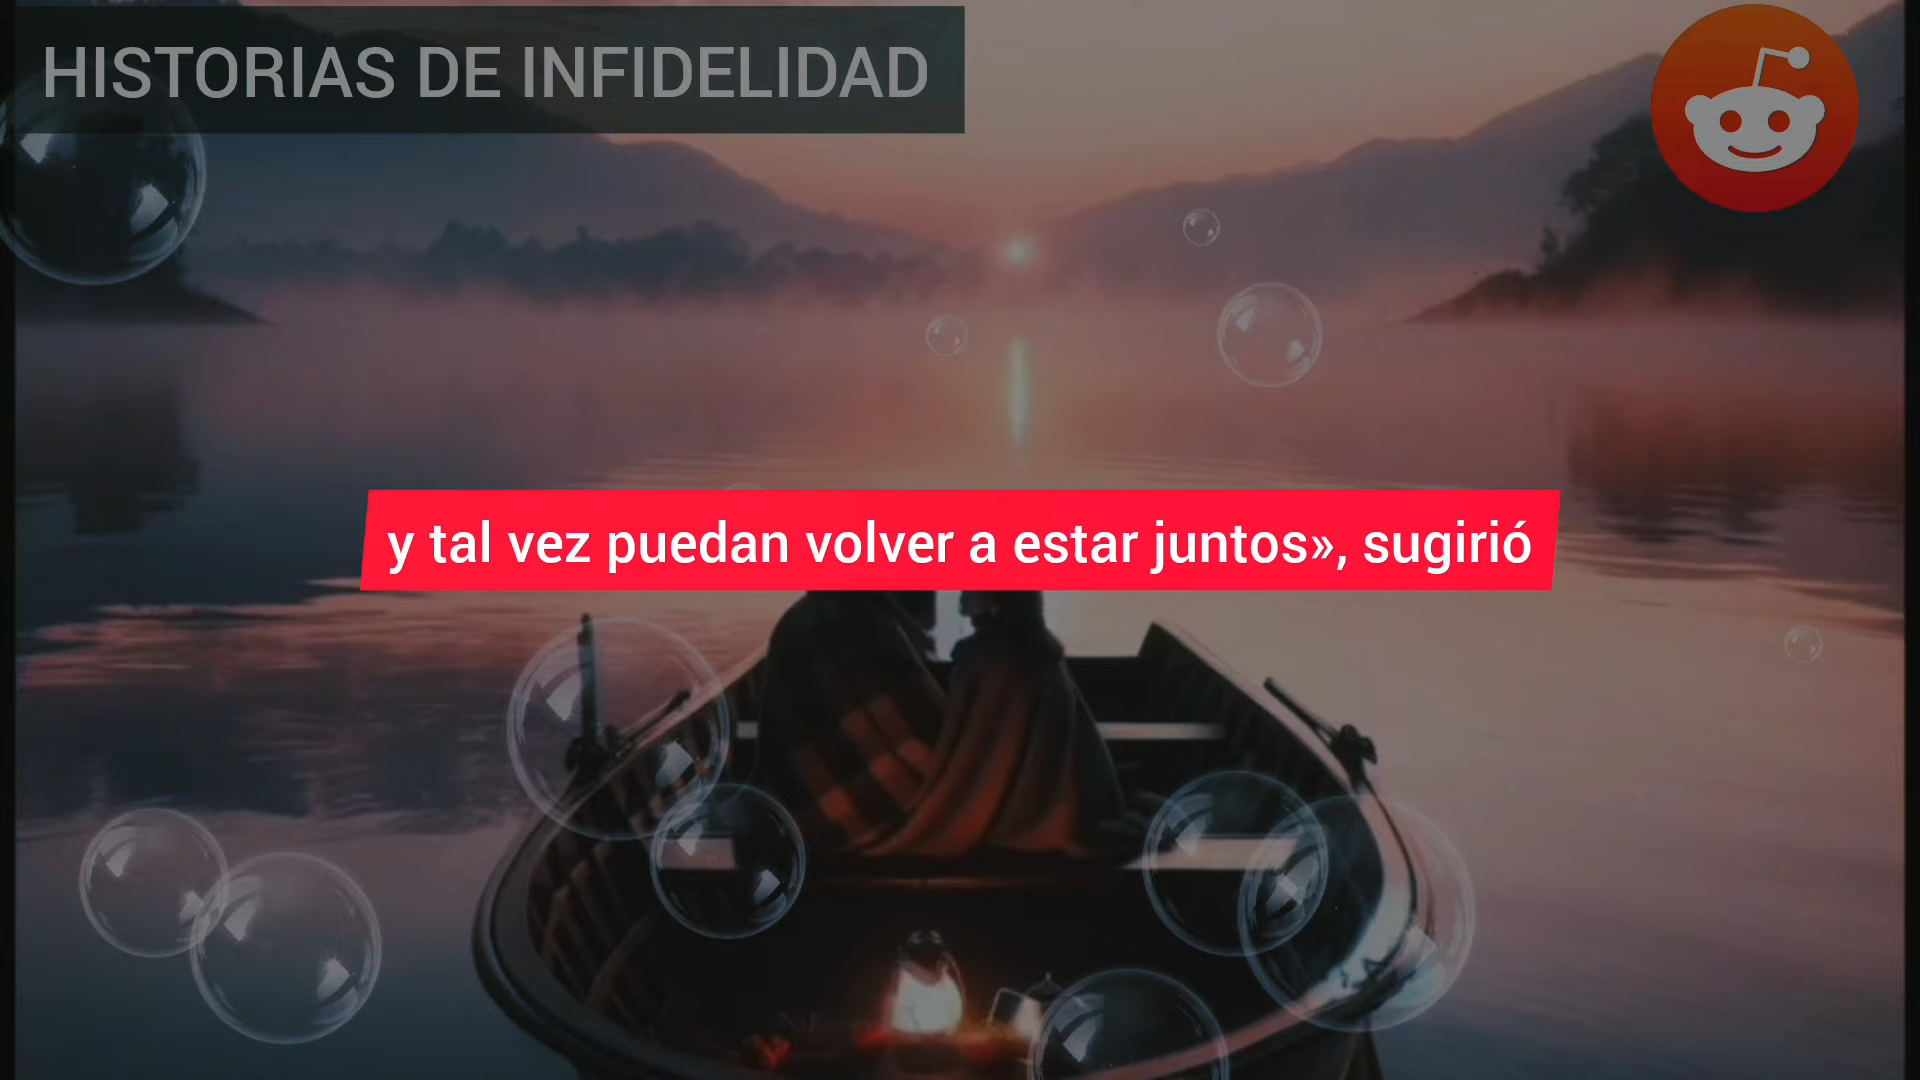 HISTORIAS DE INFIDELIDAD
y tal vez puedan volver a estar juntos», sugirió